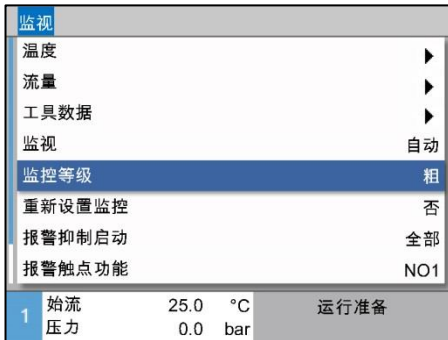 监视
温度
流量
工具数据
监视 自动
监控等级 粗
重新设置监控 否
报警抑制启动 全部
报警触点功能 NO1
1 始流 25.0 °C 运行准备
压力 0.0 bar